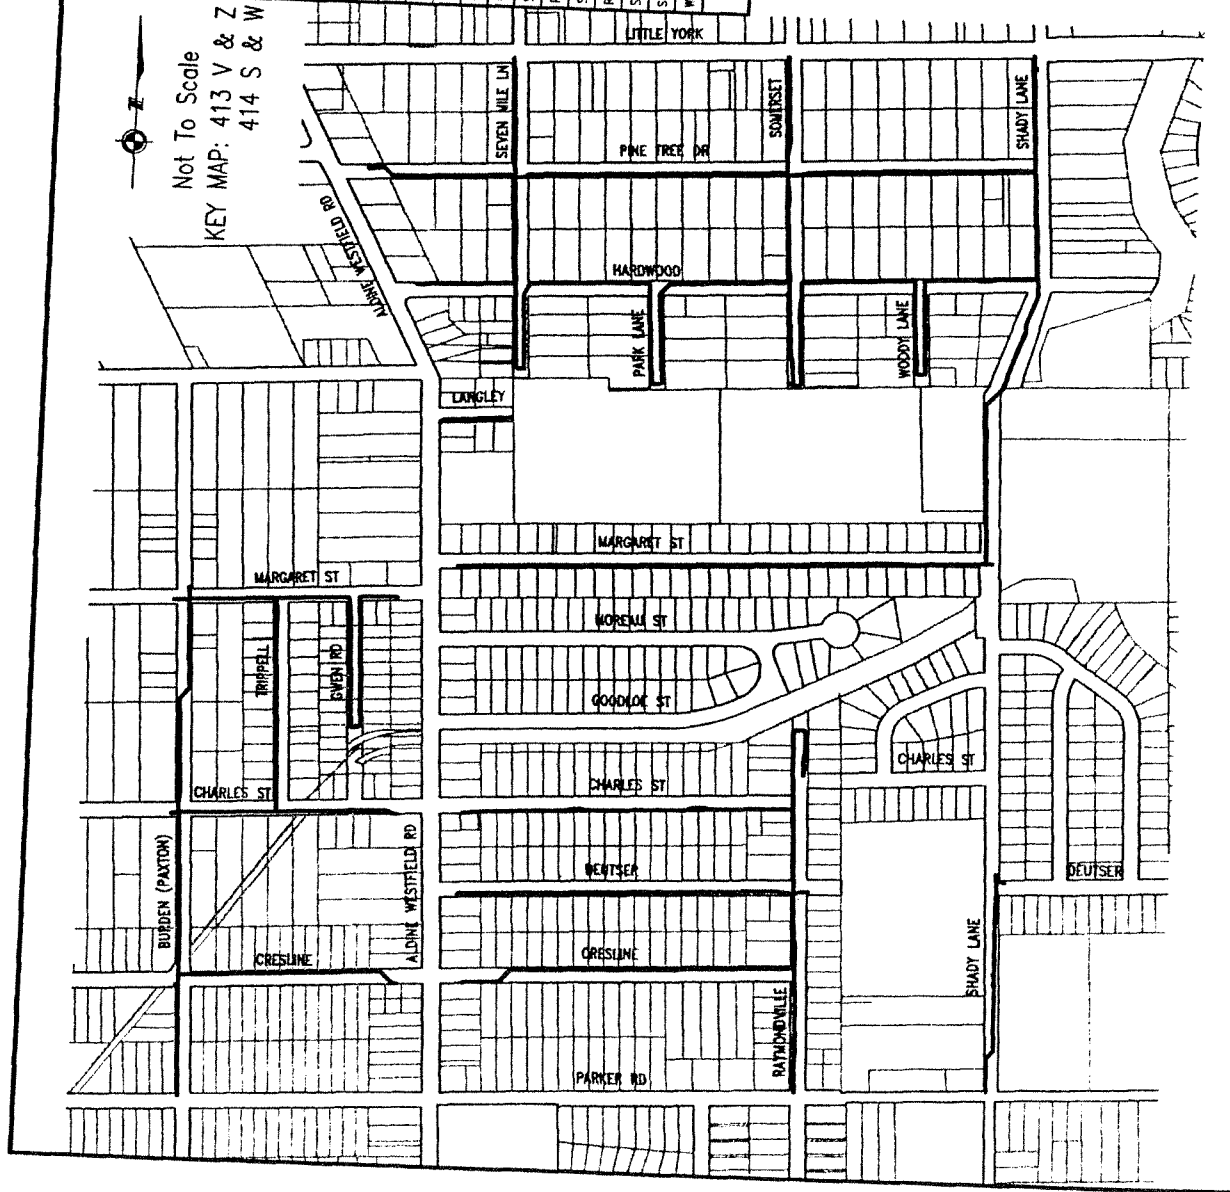 N
Not To Scale
KEY MAP: 413 V & Z
414 S & W
LITTLE YORK
SEVEN MILE LN
SOMERSET
SHADY LANE
PINE TREE DR
ALDINE WESTFIELD RD
HARDWOOD
PARK LANE
WOODY LANE
LANGLEY
MARGARET ST
MARGARET ST
MOREAU ST
TRIPPELL
GWEN RD
GOODLOE ST
CHARLES ST
CHARLES ST
CHARLES ST
BURDEN (PAXTON)
ALDINE WESTFIELD RD
DEUTSER
DEUTSER
CRESLINE
CRESLINE
SHADY LANE
RAYMONDVILLE
PARKER RD